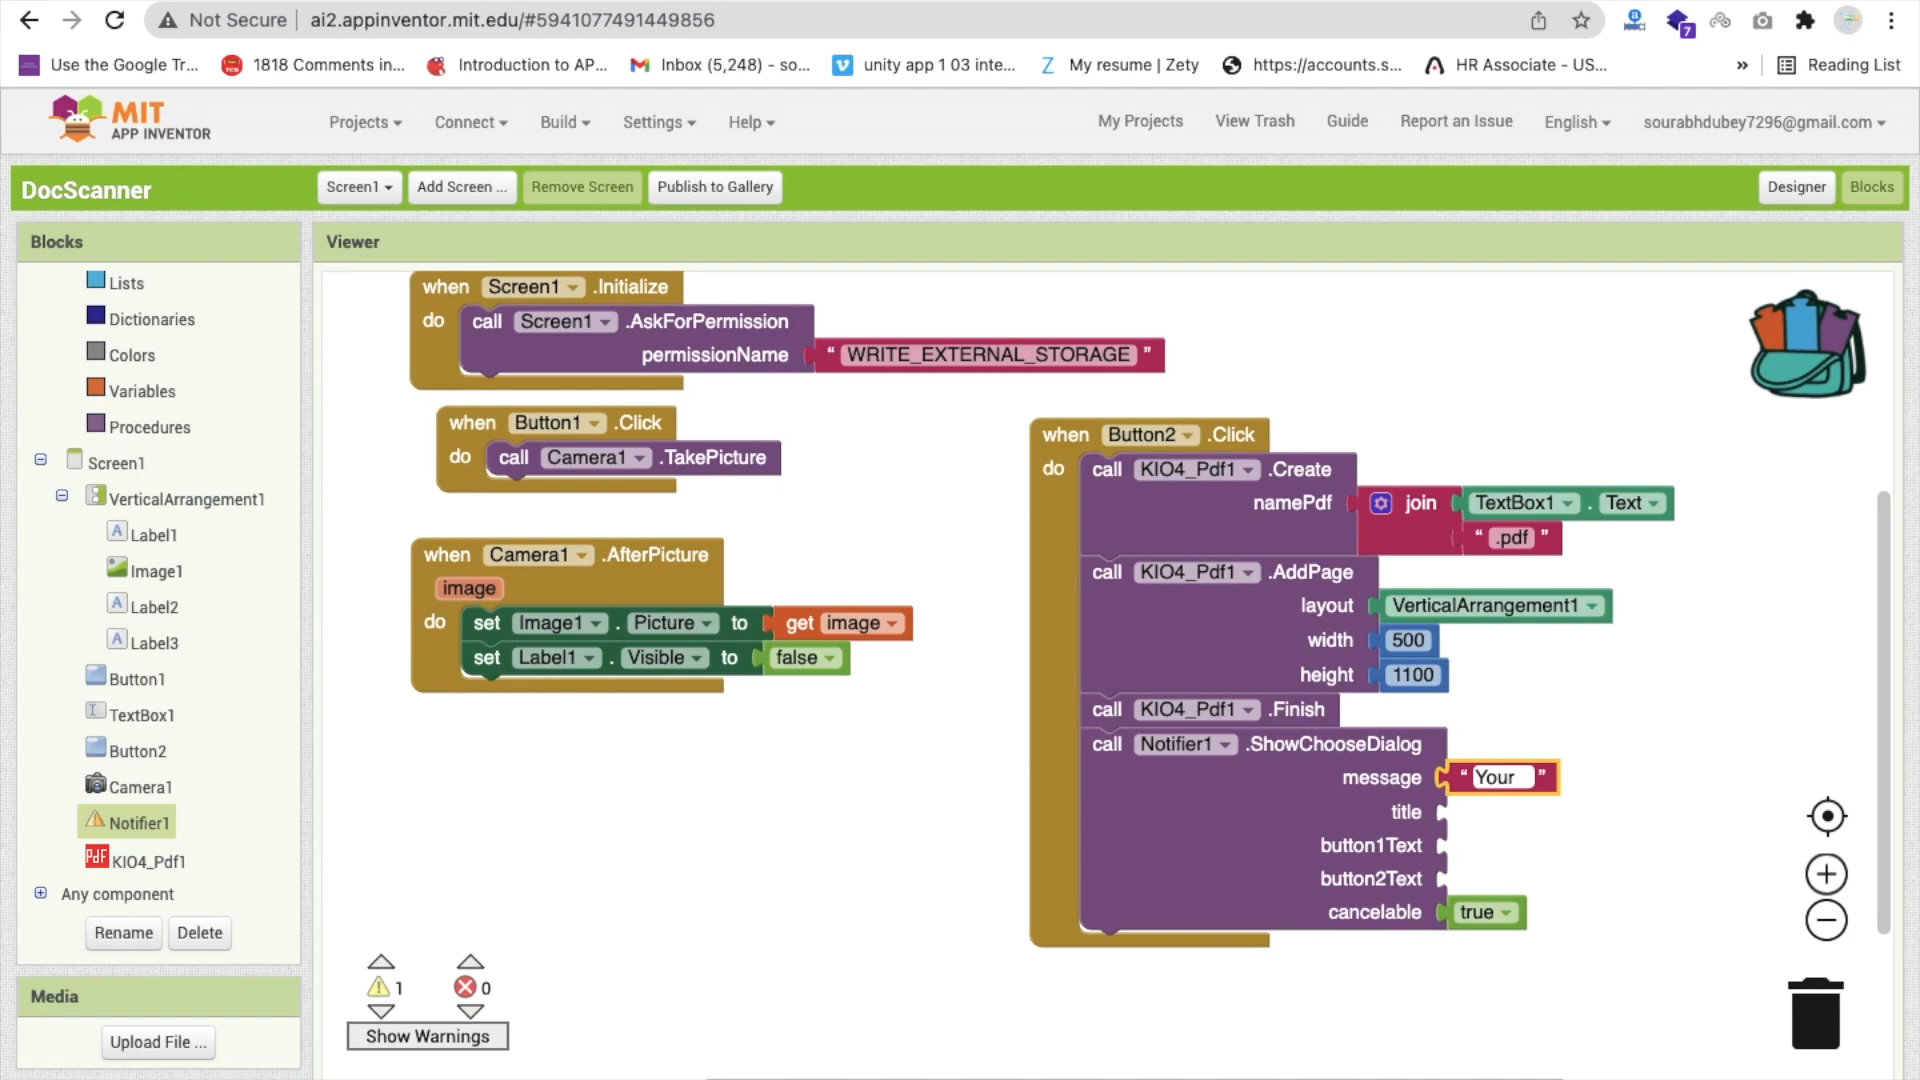 Not Secure
ai2.appinventor.mit.edu/#5941077491449856
7
Use the Google Tr...
1818 Comments in...
Introduction to AP...
Inbox (5,248) - so...
unity app 1 03 inte...
My resume | Zety
https://accounts.s...
HR Associate - US...
»
Reading List
MIT
APP INVENTOR
Projects
Connect
Build
Settings
Help
My Projects
View Trash
Guide
Report an Issue
English
sourabhdubey7296@gmail.com
DocScanner
Screen1
Add Screen ...
Remove Screen
Publish to Gallery
Designer
Blocks
Blocks
Lists
Dictionaries
Colors
Variables
Procedures
Screen1
VerticalArrangement1
Label1
Image1
Label2
Label3
Button1
TextBox1
Button2
Camera1
Notifier1
KIO4_Pdf1
Any component
Rename
Delete
Media
Upload File ...
Viewer
when Screen1 .Initialize
do call Screen1 .AskForPermission
permissionName “ WRITE_EXTERNAL_STORAGE ”
when Button1 .Click
do call Camera1 .TakePicture
when Camera1 .AfterPicture
image
do set Image1 . Picture to get image
set Label1 . Visible to false
when Button2 .Click
do call KIO4_Pdf1 .Create
namePdf join TextBox1 . Text
“ .pdf ”
call KIO4_Pdf1 .AddPage
layout VerticalArrangement1
width 500
height 1100
call KIO4_Pdf1 .Finish
call Notifier1 .ShowChooseDialog
message “ Your ”
title
button1Text
button2Text
cancelable true
1
0
Show Warnings